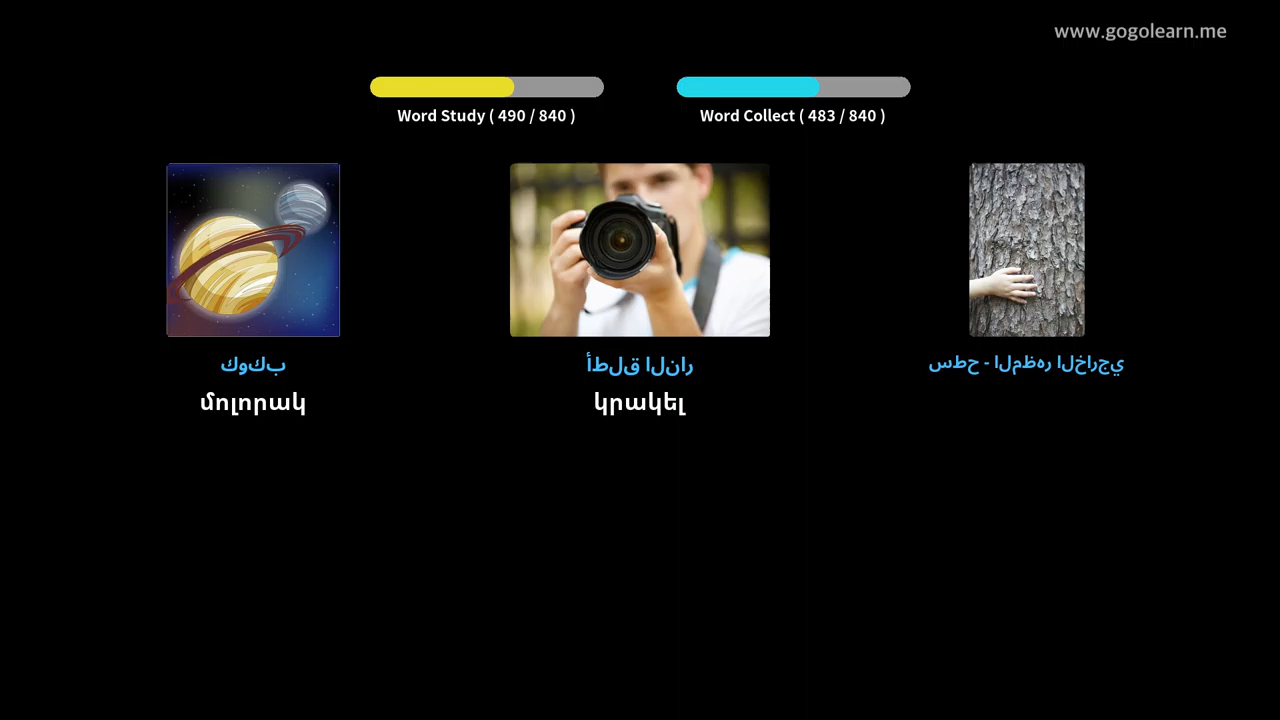 www.gogolearn.me
Word Study ( 490 / 840 )
Word Collect ( 483 / 840 )
كوكب
أطلق النار
سطح - المظهر الخارجي
մոլորակ
կրակել